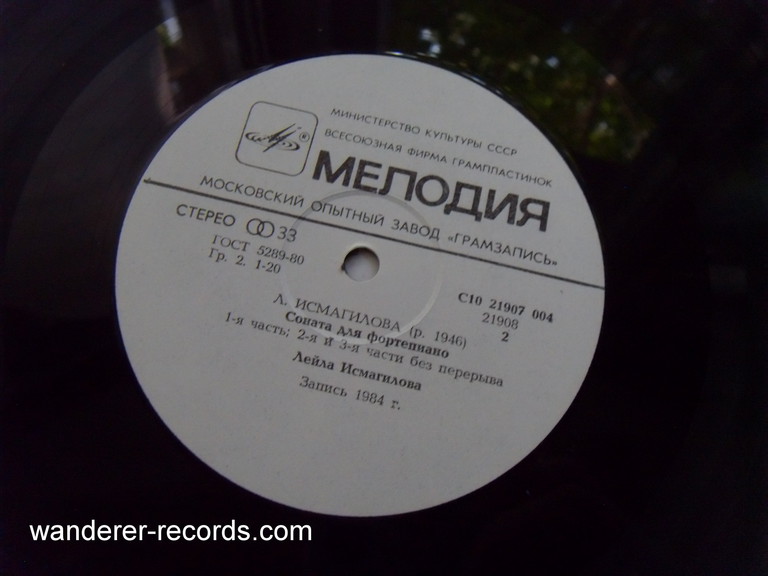 МИНИСТЕРСТВО КУЛЬТУРЫ СССР
ВСЕСОЮЗНАЯ ФИРМА ГРАМПЛАСТИНОК
МЕЛОДИЯ
МОСКОВСКИЙ ОПЫТНЫЙ ЗАВОД «ГРАМЗАПИСЬ»
СТЕРЕО 33
ГОСТ 5289-80
Гр. 2. 1-20
С10 21907 004
21908
2
Л. ИСМАГИЛОВА (р. 1946)
Соната для фортепиано
1-я часть; 2-я и 3-я части без перерыва
Лейла Исмагилова
Запись 1984 г.
wanderer-records.com